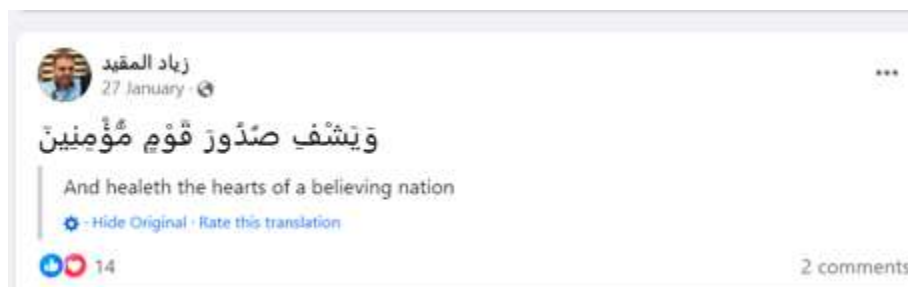 زياد المقيد
27 January ·
وَيَشْفِ صُدُورَ قَوْمٍ مُّؤْمِنِينَ
And healeth the hearts of a believing nation
· Hide Original · Rate this translation
14
2 comments